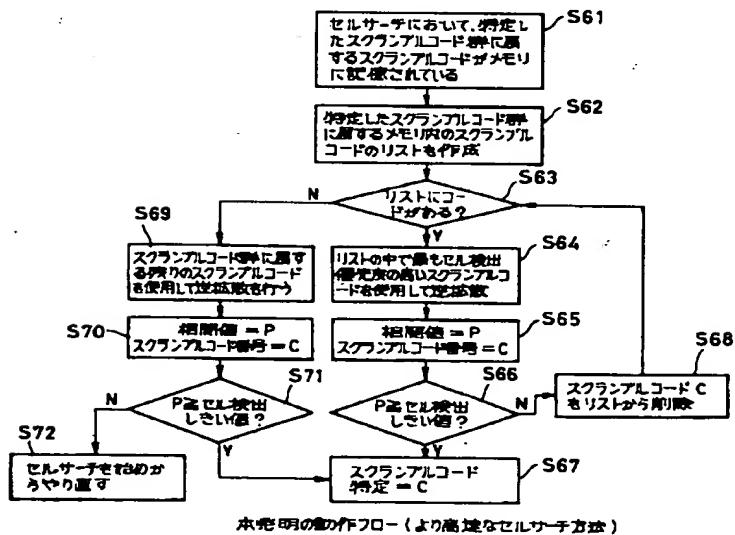 S61
セルサーチにおいて、特定し
たスクランブルコード群に属
するスクランブルコードがメモリ
に記憶されている
S62
特定したスクランブルコード群
に属するメモリ内のスクランブル
コードのリストを作成
S63
リストにコー
ドがある?
N
Y
S69
スクランブルコード群に属す
る残りのスクランブルコード
を使用して逆拡散を行う
S64
リストの中で最もセル検出
優先度の高いスクランブルコ
ードを使用して逆拡散
S70
相関値=P
スクランブルコード番号=C
S65
相関値=P
スクランブルコード番号=C
S68
スクランブルコードC
をリストから削除
S71
P≧セル検出
しきい値?
N
Y
S66
P≧セル検出
しきい値?
N
Y
S72
セルサーチを始めか
らやり直す
S67
スクランブルコード
特定=C
本発明の動作フロー(より高速なセルサーチ方法)